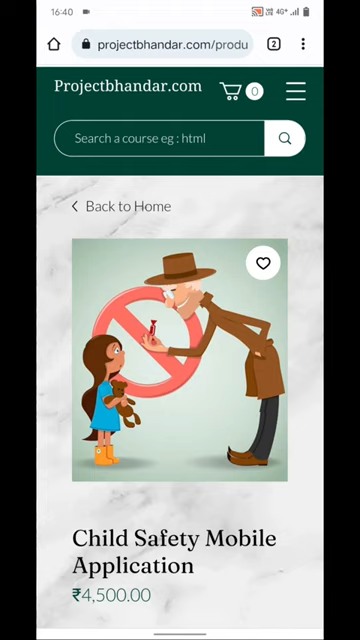 16:40
4G+
projectbhandar.com/produ
2
Projectbhandar.com
0
Search a course eg : html
Back to Home
Child Safety Mobile
Application
₹4,500.00